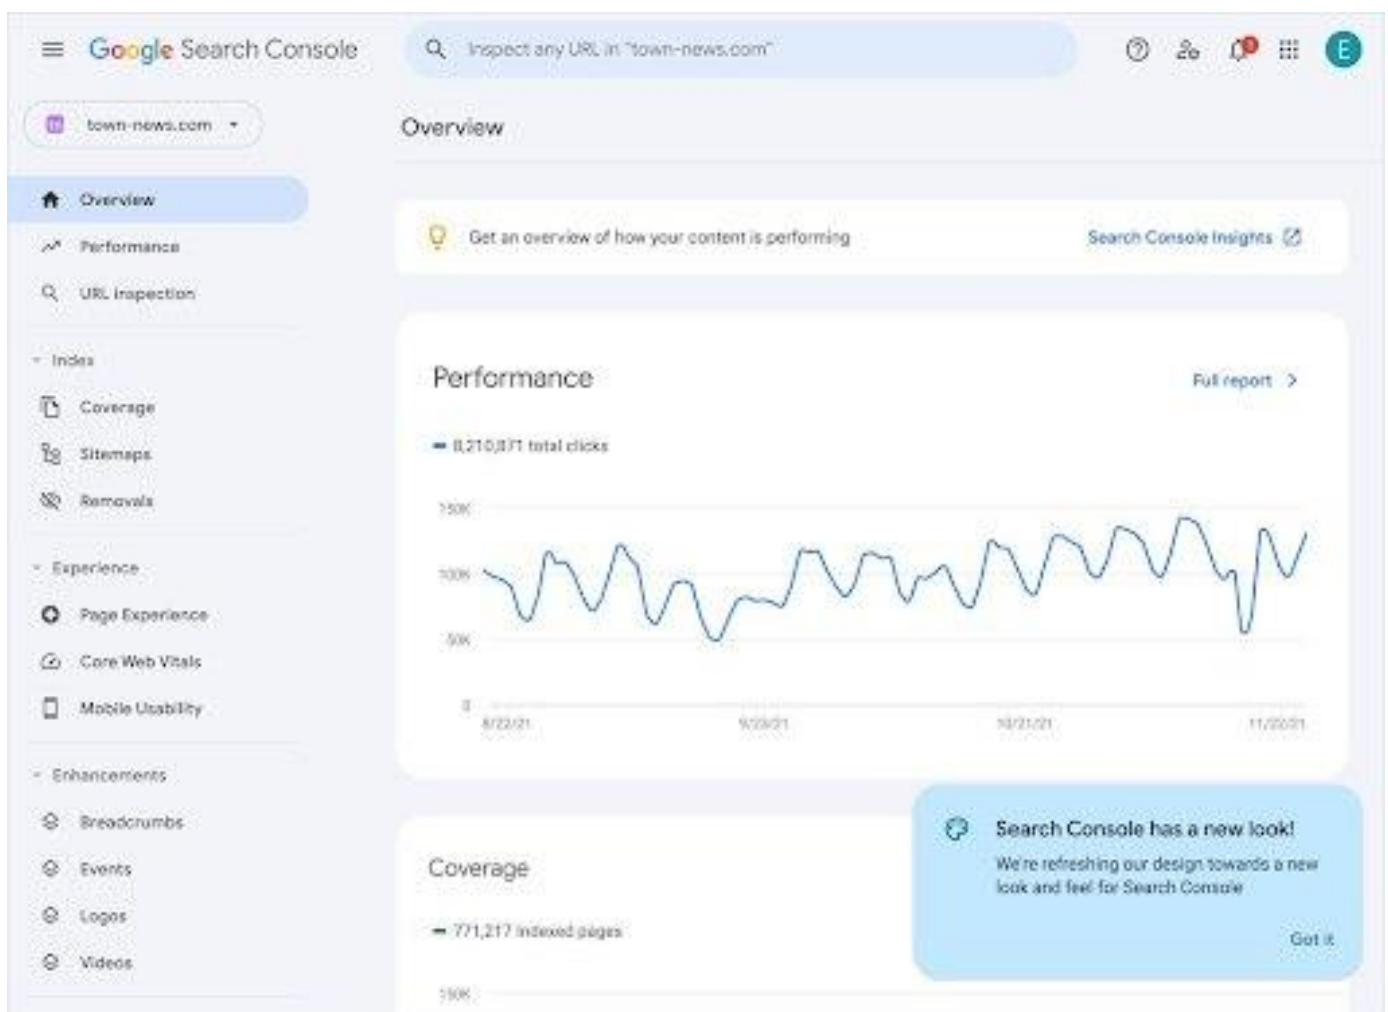 Google Search Console
Inspect any URL in "town-news.com"
E
town-news.com
Overview
Overview
Performance
URL inspection
Index
Coverage
Sitemaps
Removals
Experience
Page Experience
Core Web Vitals
Mobile Usability
Enhancements
Breadcrumbs
Events
Logos
Videos
Get an overview of how your content is performing
Search Console Insights
Performance
Full report
8,210,871 total clicks
150K
100K
50K
0
8/22/21
10/21/21
11/20/21
Coverage
771,217 Indexed pages
150K
Search Console has a new look!
We're refreshing our design towards a new
look and feel for Search Console
Got it